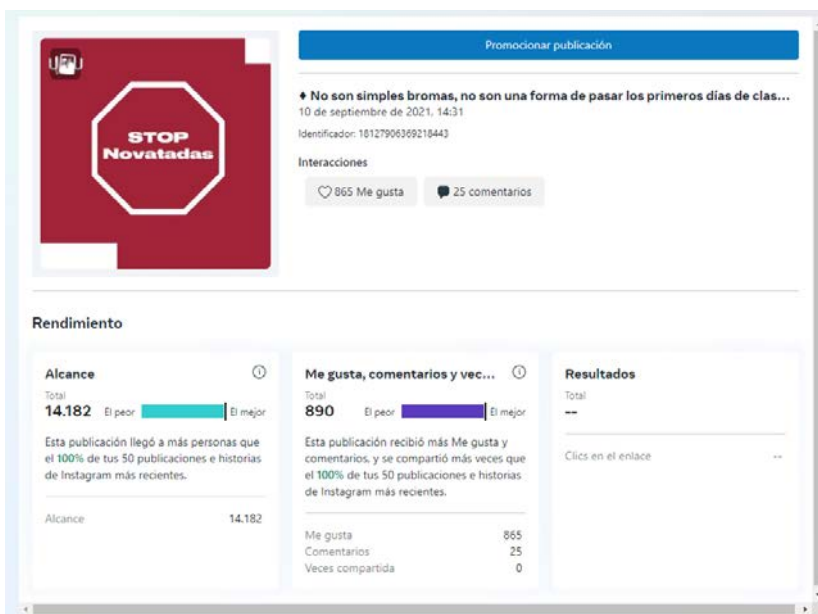 Promocionar publicación
STOP
Novatadas
♦ No son simples bromas, no son una forma de pasar los primeros días de clas...
10 de septiembre de 2021, 14:31
Identificador: 18127906369218443
Interacciones
865 Me gusta 25 comentarios
Rendimiento
Alcance
Total
14.182 El peor El mejor
Esta publicación llegó a más personas que
el 100% de tus 50 publicaciones e historias
de Instagram más recientes.
Alcance 14.182
Me gusta, comentarios y vec...
Total
890 El peor El mejor
Esta publicación recibió más Me gusta y
comentarios, y se compartió más veces que
el 100% de tus 50 publicaciones e historias
de Instagram más recientes.
Me gusta 865
Comentarios 25
Veces compartida 0
Resultados
Total
--
Clics en el enlace --